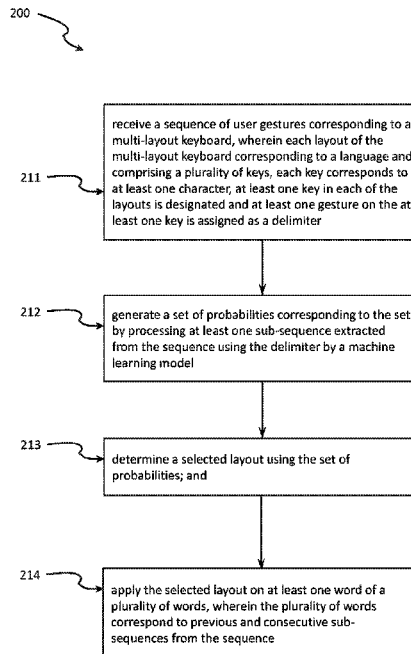 200
211
receive a sequence of user gestures corresponding to a
multi-layout keyboard, wherein each layout of the
multi-layout keyboard corresponding to a language and
comprising a plurality of keys, each key corresponds to
at least one character, at least one key in each of the
layouts is designated and at least one gesture on the at
least one key is assigned as a delimiter
212
generate a set of probabilities corresponding to the set
by processing at least one sub-sequence extracted
from the sequence using the delimiter by a machine
learning model
213
determine a selected layout using the set of
probabilities; and
214
apply the selected layout on at least one word of a
plurality of words, wherein the plurality of words
correspond to previous and consecutive sub-
sequences from the sequence